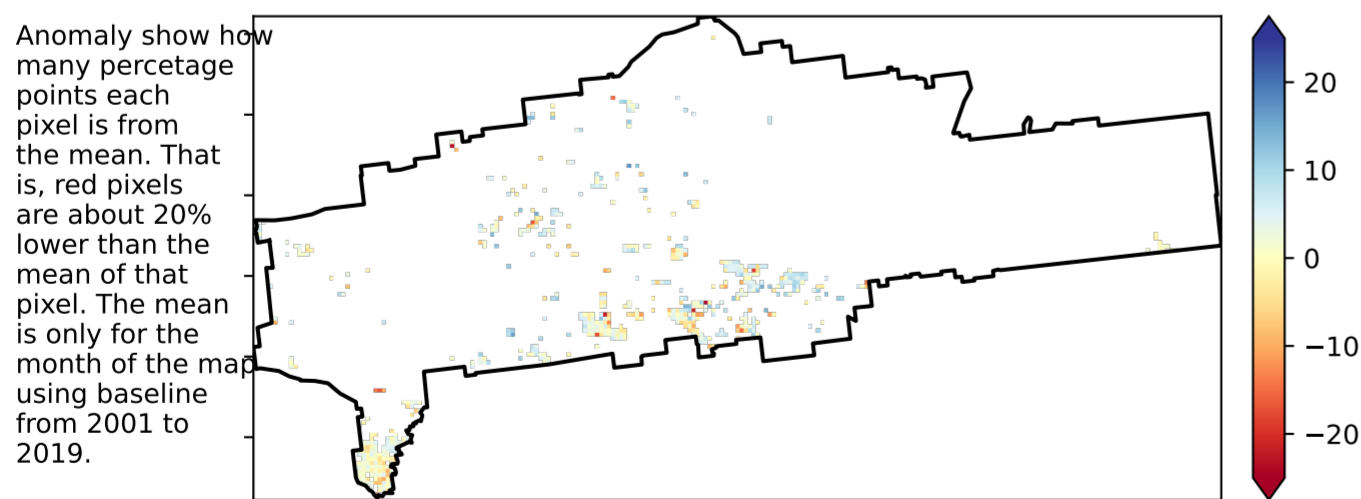 Anomaly show how
many percetage
points each
pixel is from
the mean. That
is, red pixels
are about 20%
lower than the
mean of that
pixel. The mean
is only for the
month of the map
using baseline
from 2001 to
2019.
20
10
0
−10
−20